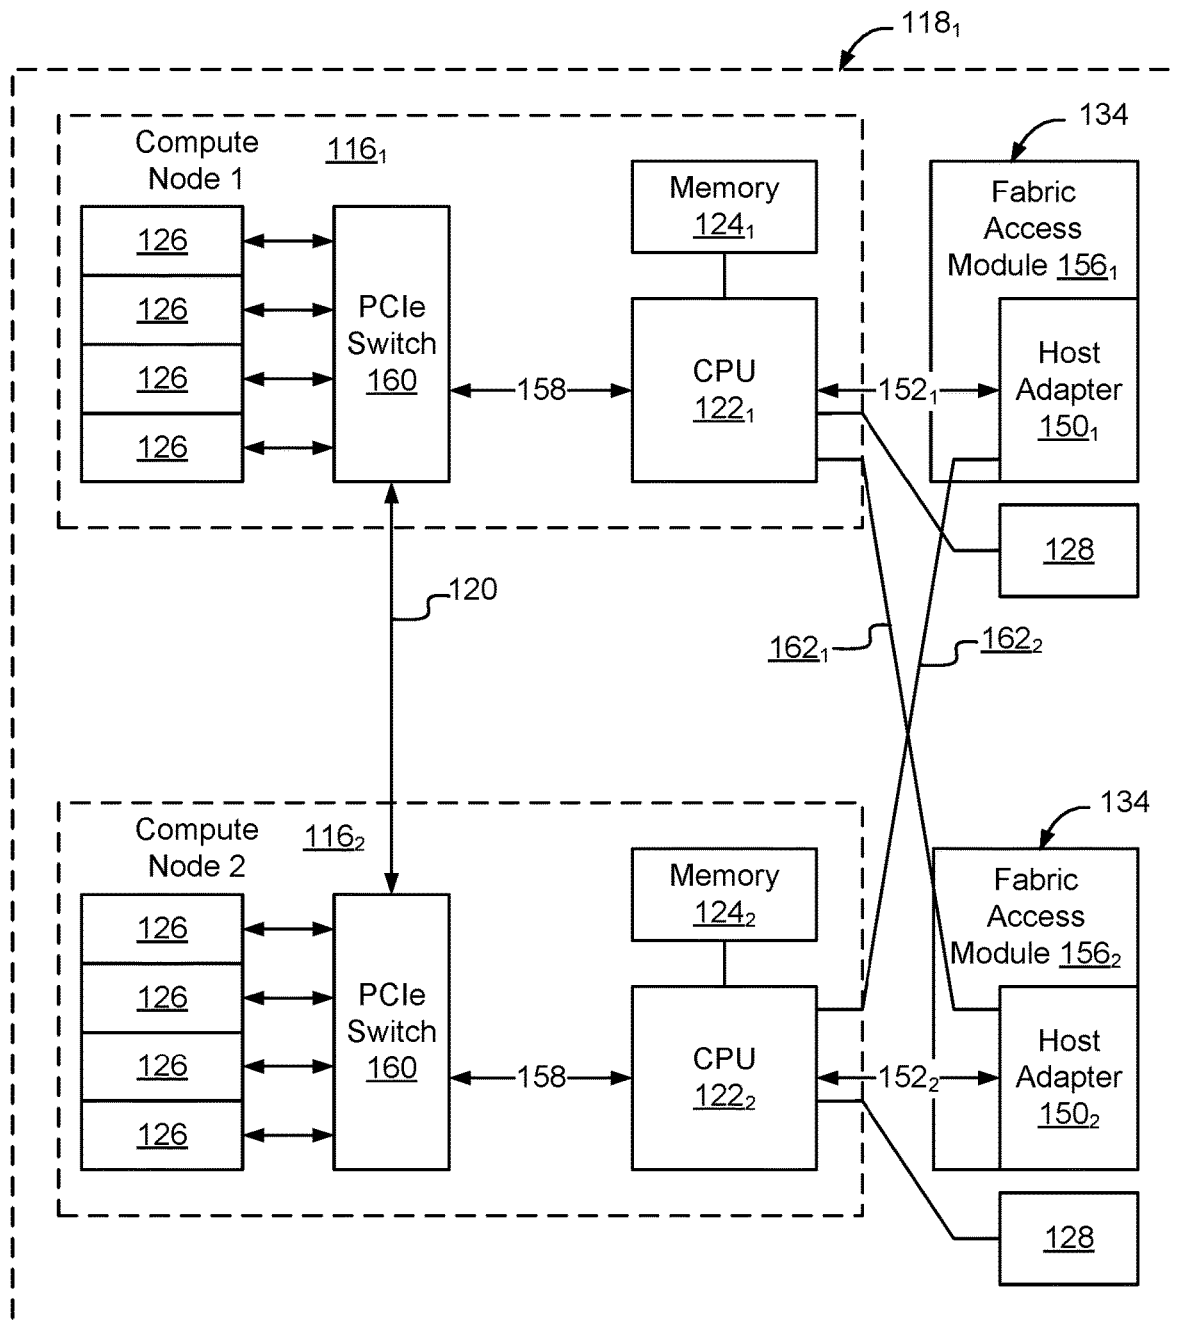 118₁
134
Compute
Node 1
116₁
126
126
126
126
PCIe
Switch
160
158
Memory
124₁
CPU
122₁
152₁
Fabric
Access
Module 156₁
Host
Adapter
150₁
128
120
162₁
162₂
134
Compute
Node 2
116₂
126
126
126
126
PCIe
Switch
160
158
Memory
124₂
CPU
122₂
152₂
Fabric
Access
Module 156₂
Host
Adapter
150₂
128